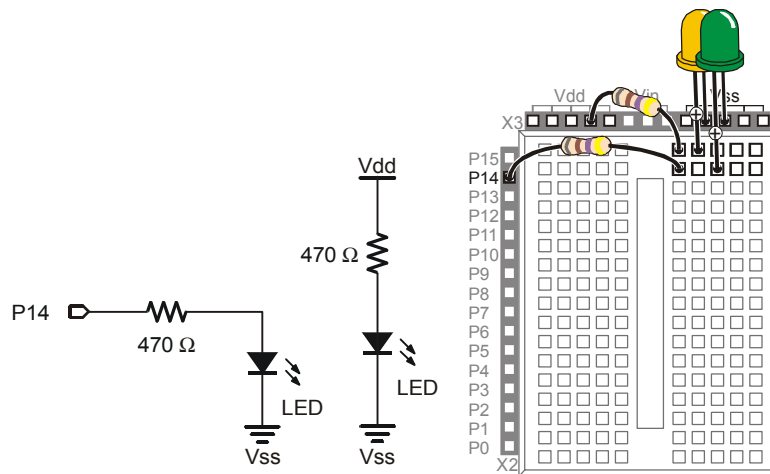 P14
470 Ω
LED
Vss
Vdd
470 Ω
LED
Vss
Vdd
Vin
Vss
X3
P15
P14
P13
P12
P11
P10
P9
P8
P7
P6
P5
P4
P3
P2
P1
P0
X2
+
+